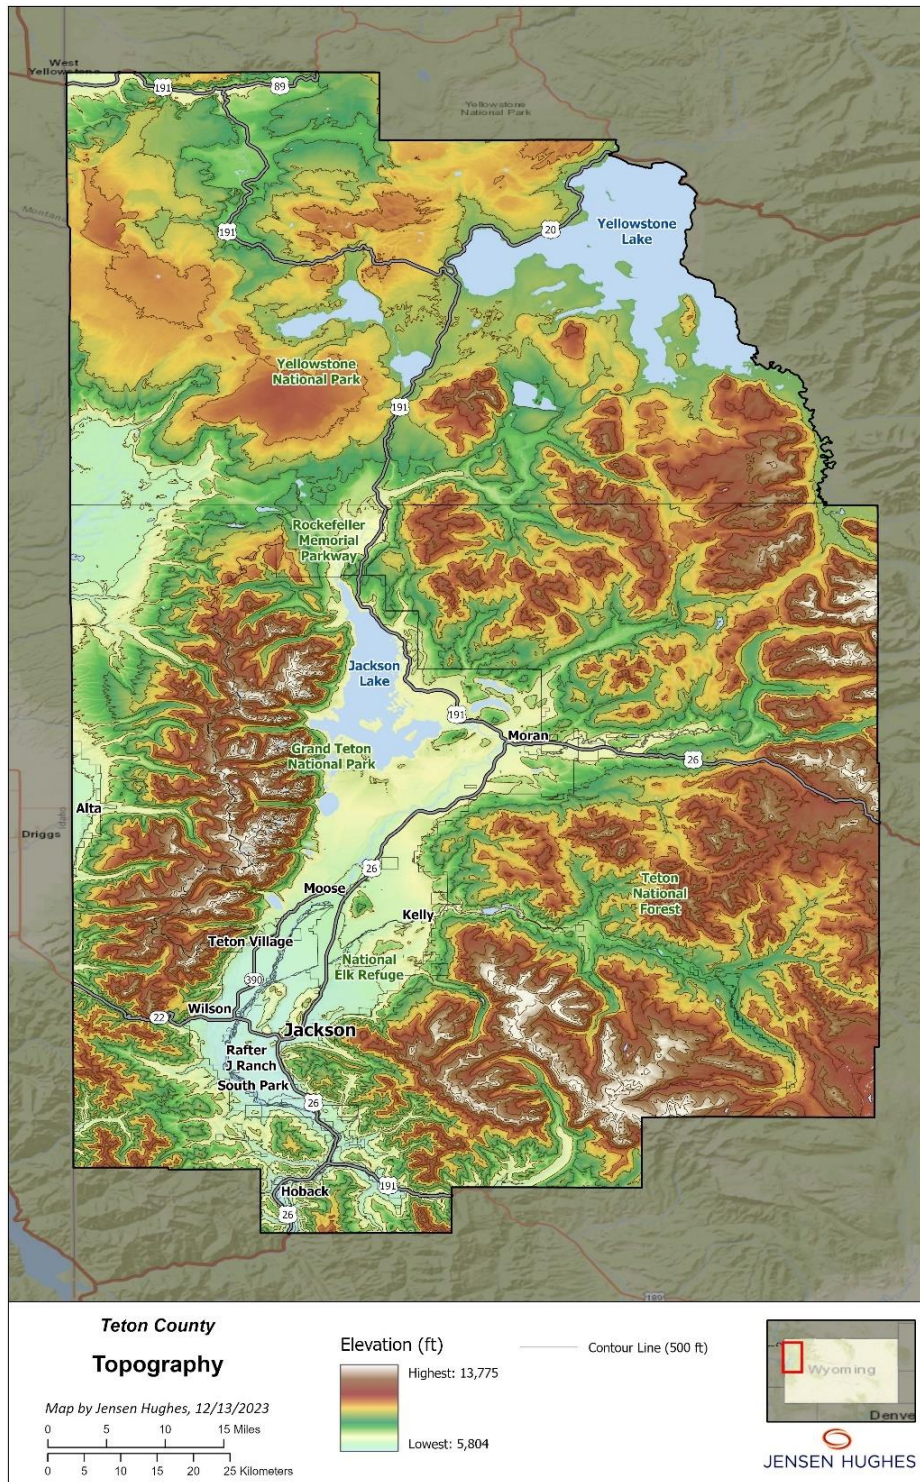 West
Yellowstone
191
89
Yellowstone
National Park
Montana
191
20
Yellowstone
Lake
Yellowstone
National Park
191
Rockefeller
Memorial
Parkway
Jackson
Lake
191
Moran
Grand Teton
National Park
26
Alta
Driggs
Idaho
26
Moose
Teton
National
Forest
Kelly
Teton Village
National
Elk Refuge
390
Wilson
22
Jackson
Rafter
J Ranch
South Park
26
Hoback
191
26
189
Teton County
Topography
Map by Jensen Hughes, 12/13/2023
0 5 10 15 Miles
0 5 10 15 20 25 Kilometers
Elevation (ft)
Highest: 13,775
Lowest: 5,804
Contour Line (500 ft)
Wyoming
Denve
JENSEN HUGHES